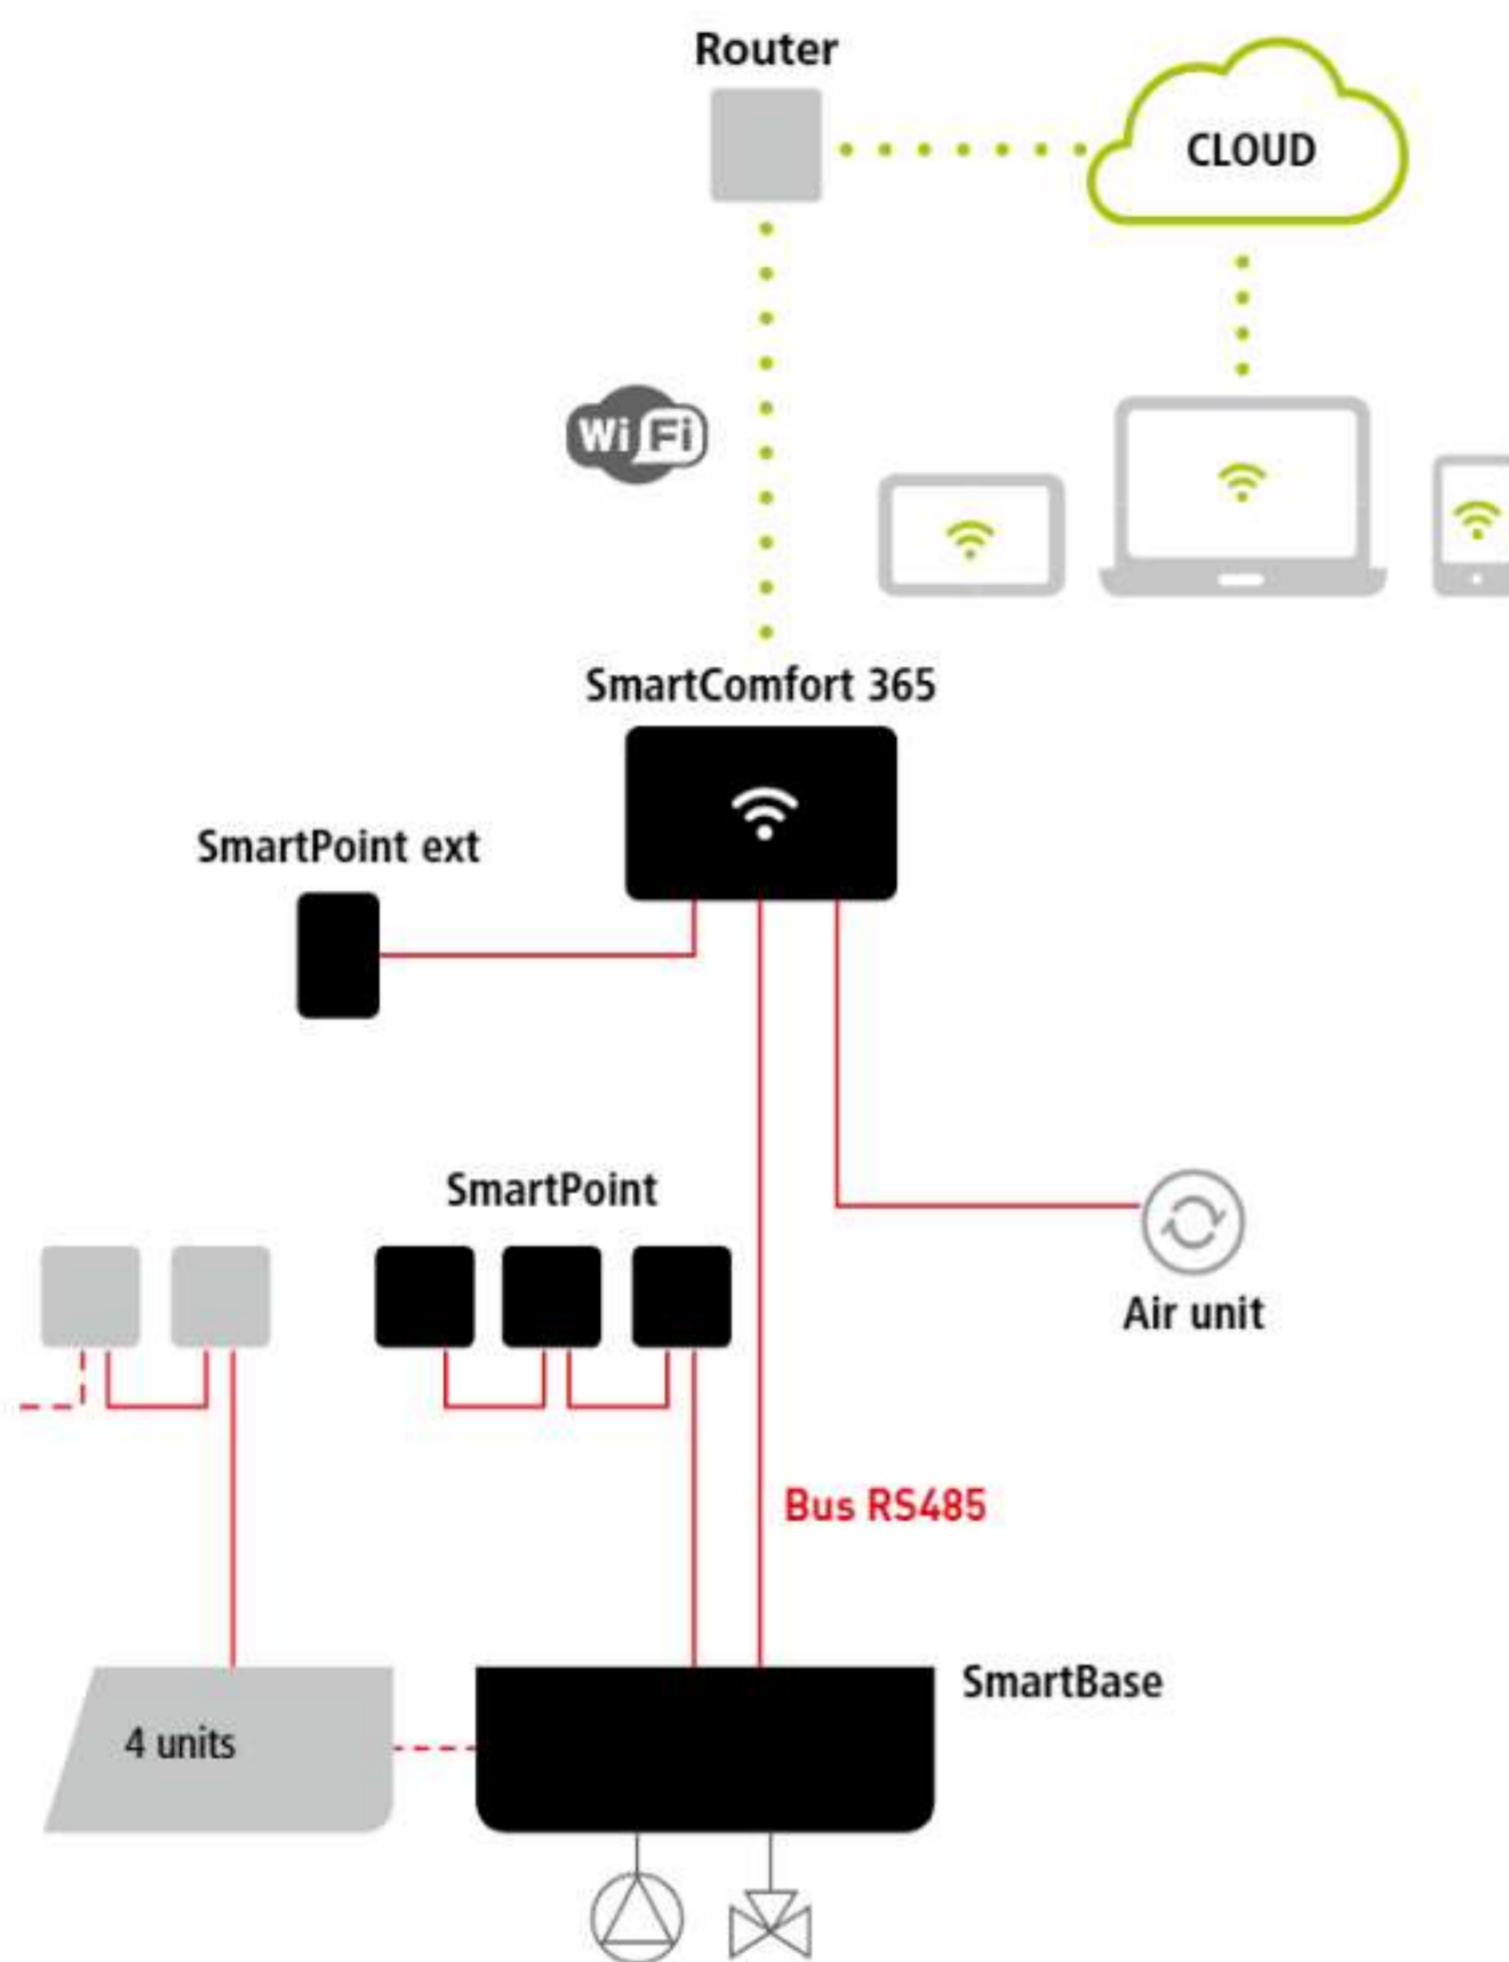 Router
CLOUD
Wi Fi
SmartComfort 365
SmartPoint ext
SmartPoint
Air unit
Bus RS485
SmartBase
4 units